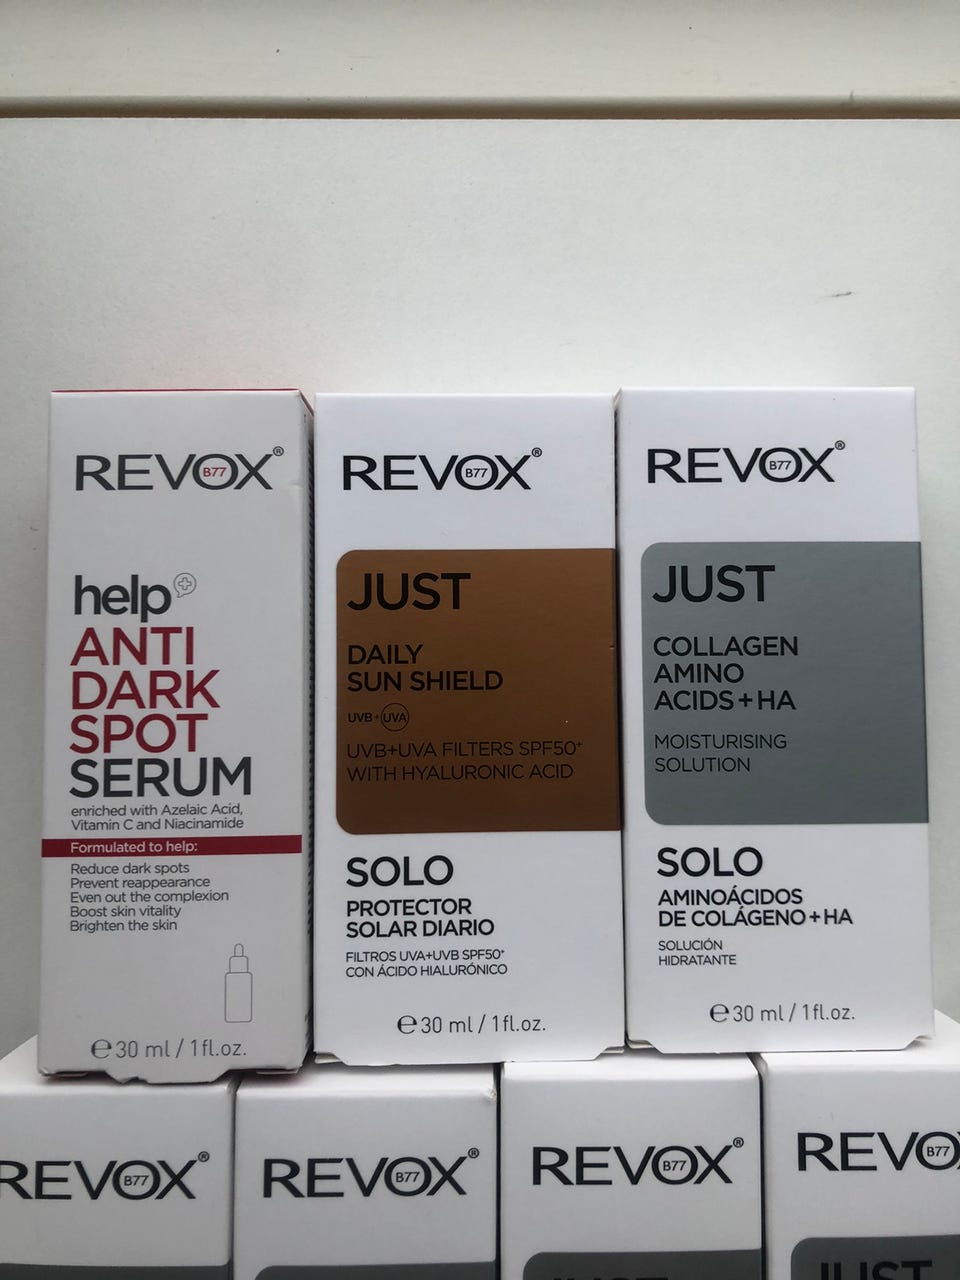 REVOX B77®
help
ANTI
DARK
SPOT
SERUM
enriched with Azelaic Acid,
Vitamin C and Niacinamide
Formulated to help:
Reduce dark spots
Prevent reappearance
Even out the complexion
Boost skin vitality
Brighten the skin
℮30 ml / 1fl.oz.
REVOX B77®
JUST
DAILY
SUN SHIELD
UVB+UVA
UVB+UVA FILTERS SPF50+
WITH HYALURONIC ACID
SOLO
PROTECTOR
SOLAR DIARIO
FILTROS UVA+UVB SPF50+
CON ÁCIDO HIALURÓNICO
℮30 ml / 1fl.oz.
REVOX B77®
JUST
COLLAGEN
AMINO
ACIDS+HA
MOISTURISING
SOLUTION
SOLO
AMINOÁCIDOS
DE COLÁGENO+HA
SOLUCIÓN
HIDRATANTE
℮30 ml / 1fl.oz.
REVOX B77®
REVOX B77®
REVOX B77®
JUST
REVOX B77
JUST